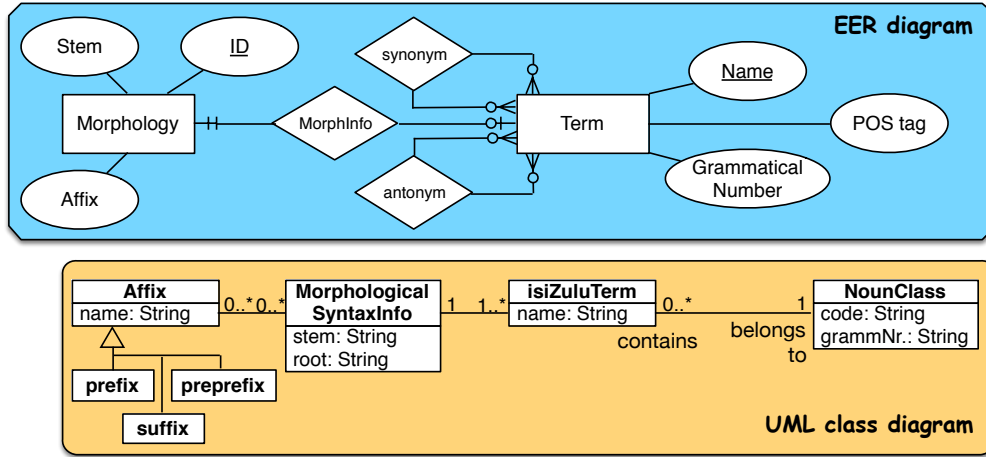 EER diagram
Stem
ID
synonym
Name
Morphology
MorphInfo
Term
POS tag
Affix
antonym
Grammatical
Number
Affix
name: String
0..*
0..*
Morphological
SyntaxInfo
stem: String
root: String
1
1..*
isiZuluTerm
name: String
0..*
contains
1
belongs
to
NounClass
code: String
grammNr.: String
prefix
preprefix
suffix
UML class diagram